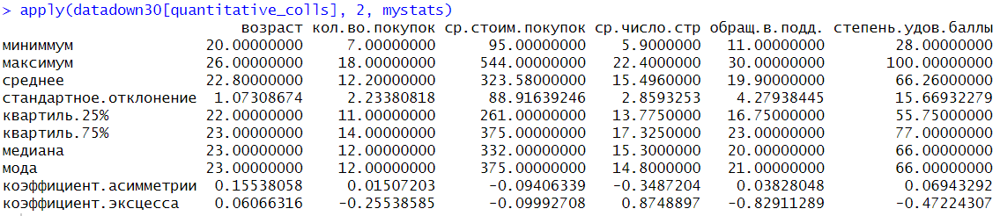 > apply(datadown30[quantitative_colls], 2, mystats)
возраст кол.во.покупок ср.стоим.покупок ср.число.стр обращ.в.подд. степень.удов.баллы
миниммум 20.00000000 7.00000000 95.00000000 5.9000000 11.00000000 28.00000000
максимум 26.00000000 18.00000000 544.00000000 22.4000000 30.00000000 100.00000000
среднее 22.80000000 12.20000000 323.58000000 15.4960000 19.90000000 66.26000000
стандартное.отклонение 1.07308674 2.23380818 88.91639246 2.8593253 4.27938445 15.66932279
квартиль.25% 22.00000000 11.00000000 261.00000000 13.7750000 16.75000000 55.75000000
квартиль.75% 23.00000000 14.00000000 375.00000000 17.3250000 23.00000000 77.00000000
медиана 23.00000000 12.00000000 332.00000000 15.3000000 20.00000000 66.00000000
мода 23.00000000 12.00000000 375.00000000 14.8000000 21.00000000 66.00000000
коэффициент.асимметрии 0.15538058 0.01507203 -0.09406339 -0.3487204 0.03828048 0.06943292
коэффициент.эксцесса 0.06066316 -0.25538585 -0.09992708 0.8748897 -0.82911289 -0.47224307